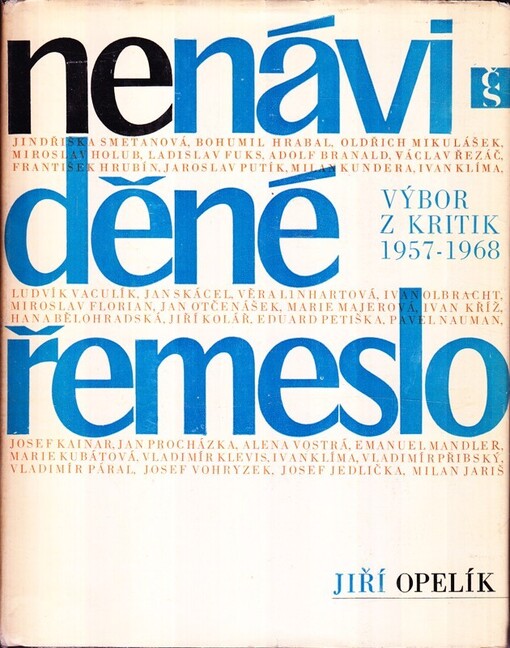 nenávi
ČS
JINDŘIŠKA SMETANOVÁ, BOHUMIL HRABAL, OLDŘICH MIKULÁŠEK,
MIROSLAV HOLUB, LADISLAV FUKS, ADOLF BRANALD, VÁCLAV ŘEZÁČ,
FRANTIŠEK HRUBÍN, JAROSLAV PUTÍK, MILAN KUNDERA, IVAN KLÍMA,
děné
VÝBOR
Z KRITIK
1957-1968
LUDVÍK VACULÍK, JAN SKÁCEL, VĚRA LINHARTOVÁ, IVAN OLBRACHT,
MIROSLAV FLORIAN, JAN OTČENÁŠEK, MARIE MAJEROVÁ, IVAN KŘÍŽ,
HANA BĚLOHRADSKÁ, JIŘÍ KOLÁŘ, EDUARD PETIŠKA, PAVEL NAUMAN,
řemeslo
JOSEF KAINAR, JAN PROCHÁZKA, ALENA VOSTRÁ, EMANUEL MANDLER,
MARIE KUBÁTOVÁ, VLADIMÍR KLEVIS, IVAN KLÍMA, VLADIMÍR PŘIBSKÝ,
VLADIMÍR PÁRAL, JOSEF VOHRYZEK, JOSEF JEDLIČKA, MILAN JARIŠ
JIŘÍ OPELÍK